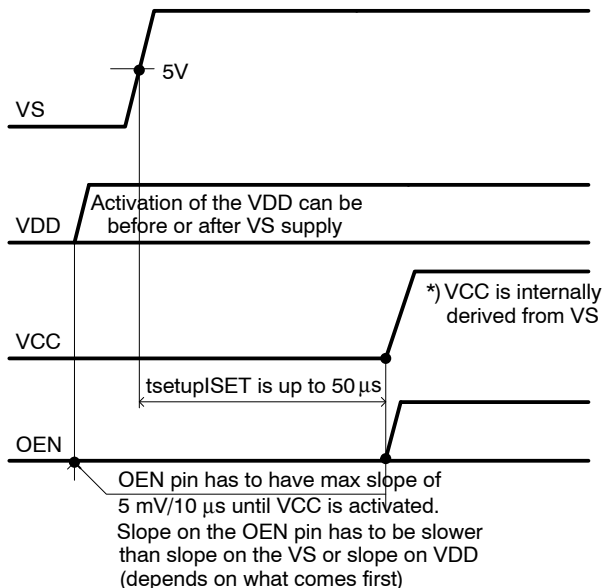 5V
VS
Activation of the VDD can be
VDD
before or after VS supply
*) VCC is internally
derived from VS
VCC
tsetupISET is up to 50 µs
OEN
OEN pin has to have max slope of
5 mV/10 µs until VCC is activated.
Slope on the OEN pin has to be slower
than slope on the VS or slope on VDD
(depends on what comes first)